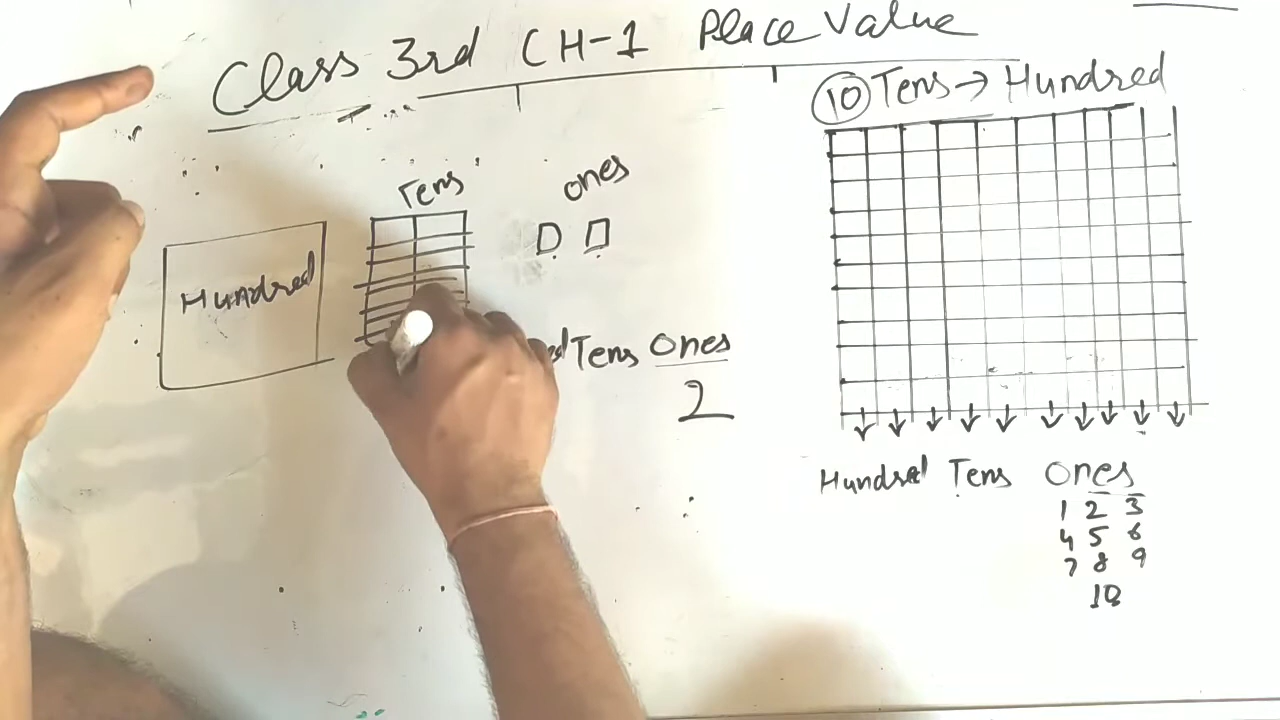 Class 3rd CH-1 Place Value
10 Tens → Hundred
Tens ones
Hundred
Tens Ones
2
Hundred Tens Ones
1 2 3
4 5 6
7 8 9
10